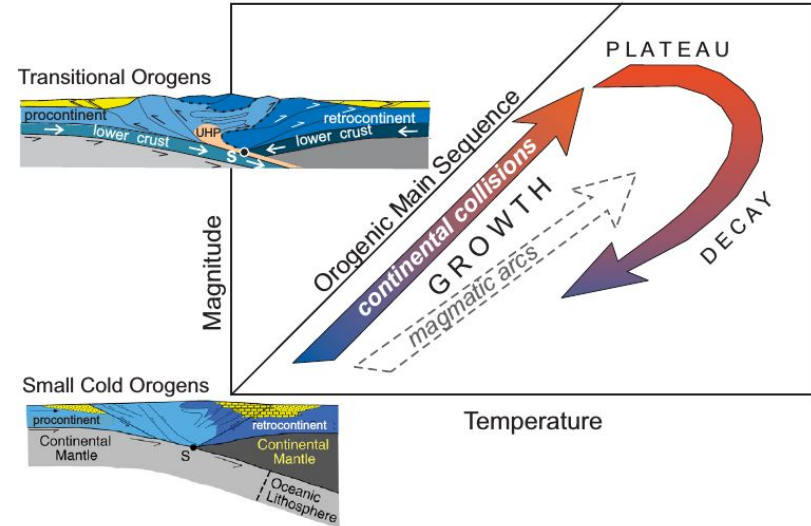 Transitional Orogens
procontinent
retrocontinent
UHP
lower crust
lower crust
S
Magnitude
Orogenic Main Sequence
continental collisions
GROWTH
magmatic arcs
PLATEAU
DECAY
Temperature
Small Cold Orogens
procontinent
retrocontinent
Continental
Mantle
S
Continental
Mantle
Oceanic
Lithosphere